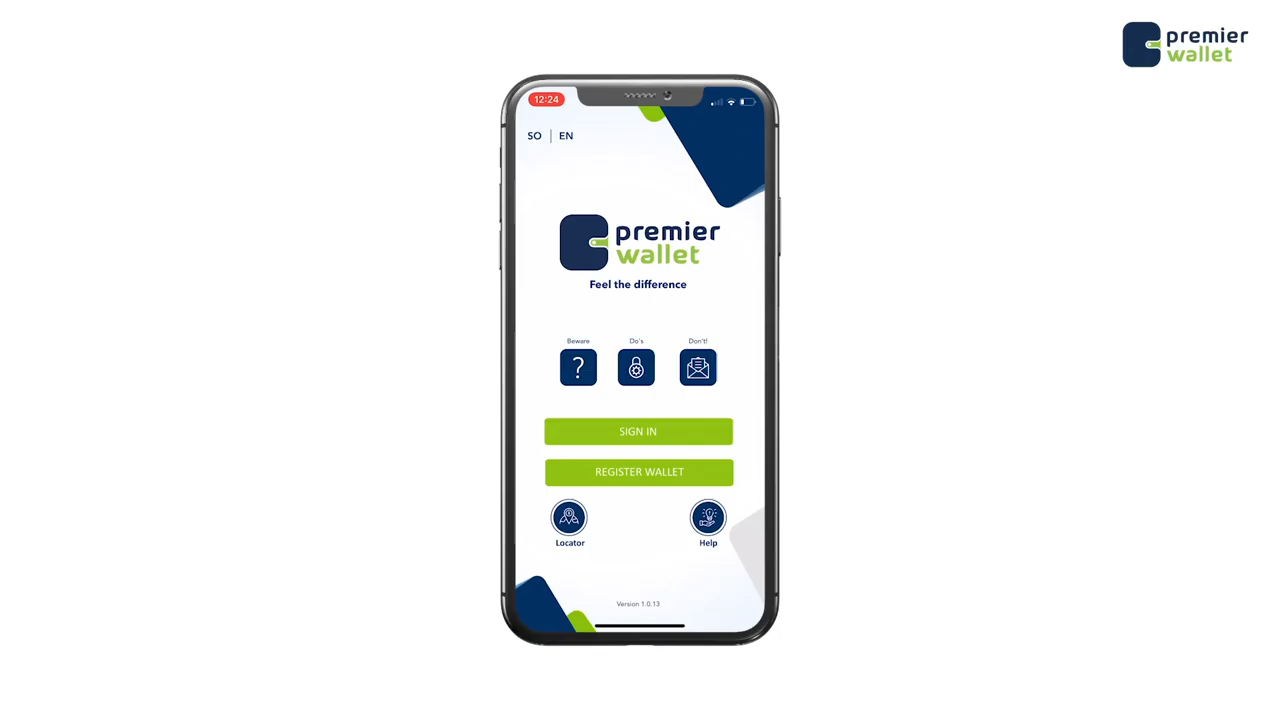 premier
wallet
12:24
SO | EN
premier
wallet
Feel the difference
Beware
Do's
Don't!
SIGN IN
REGISTER WALLET
Locator
Help
Version 1.0.13